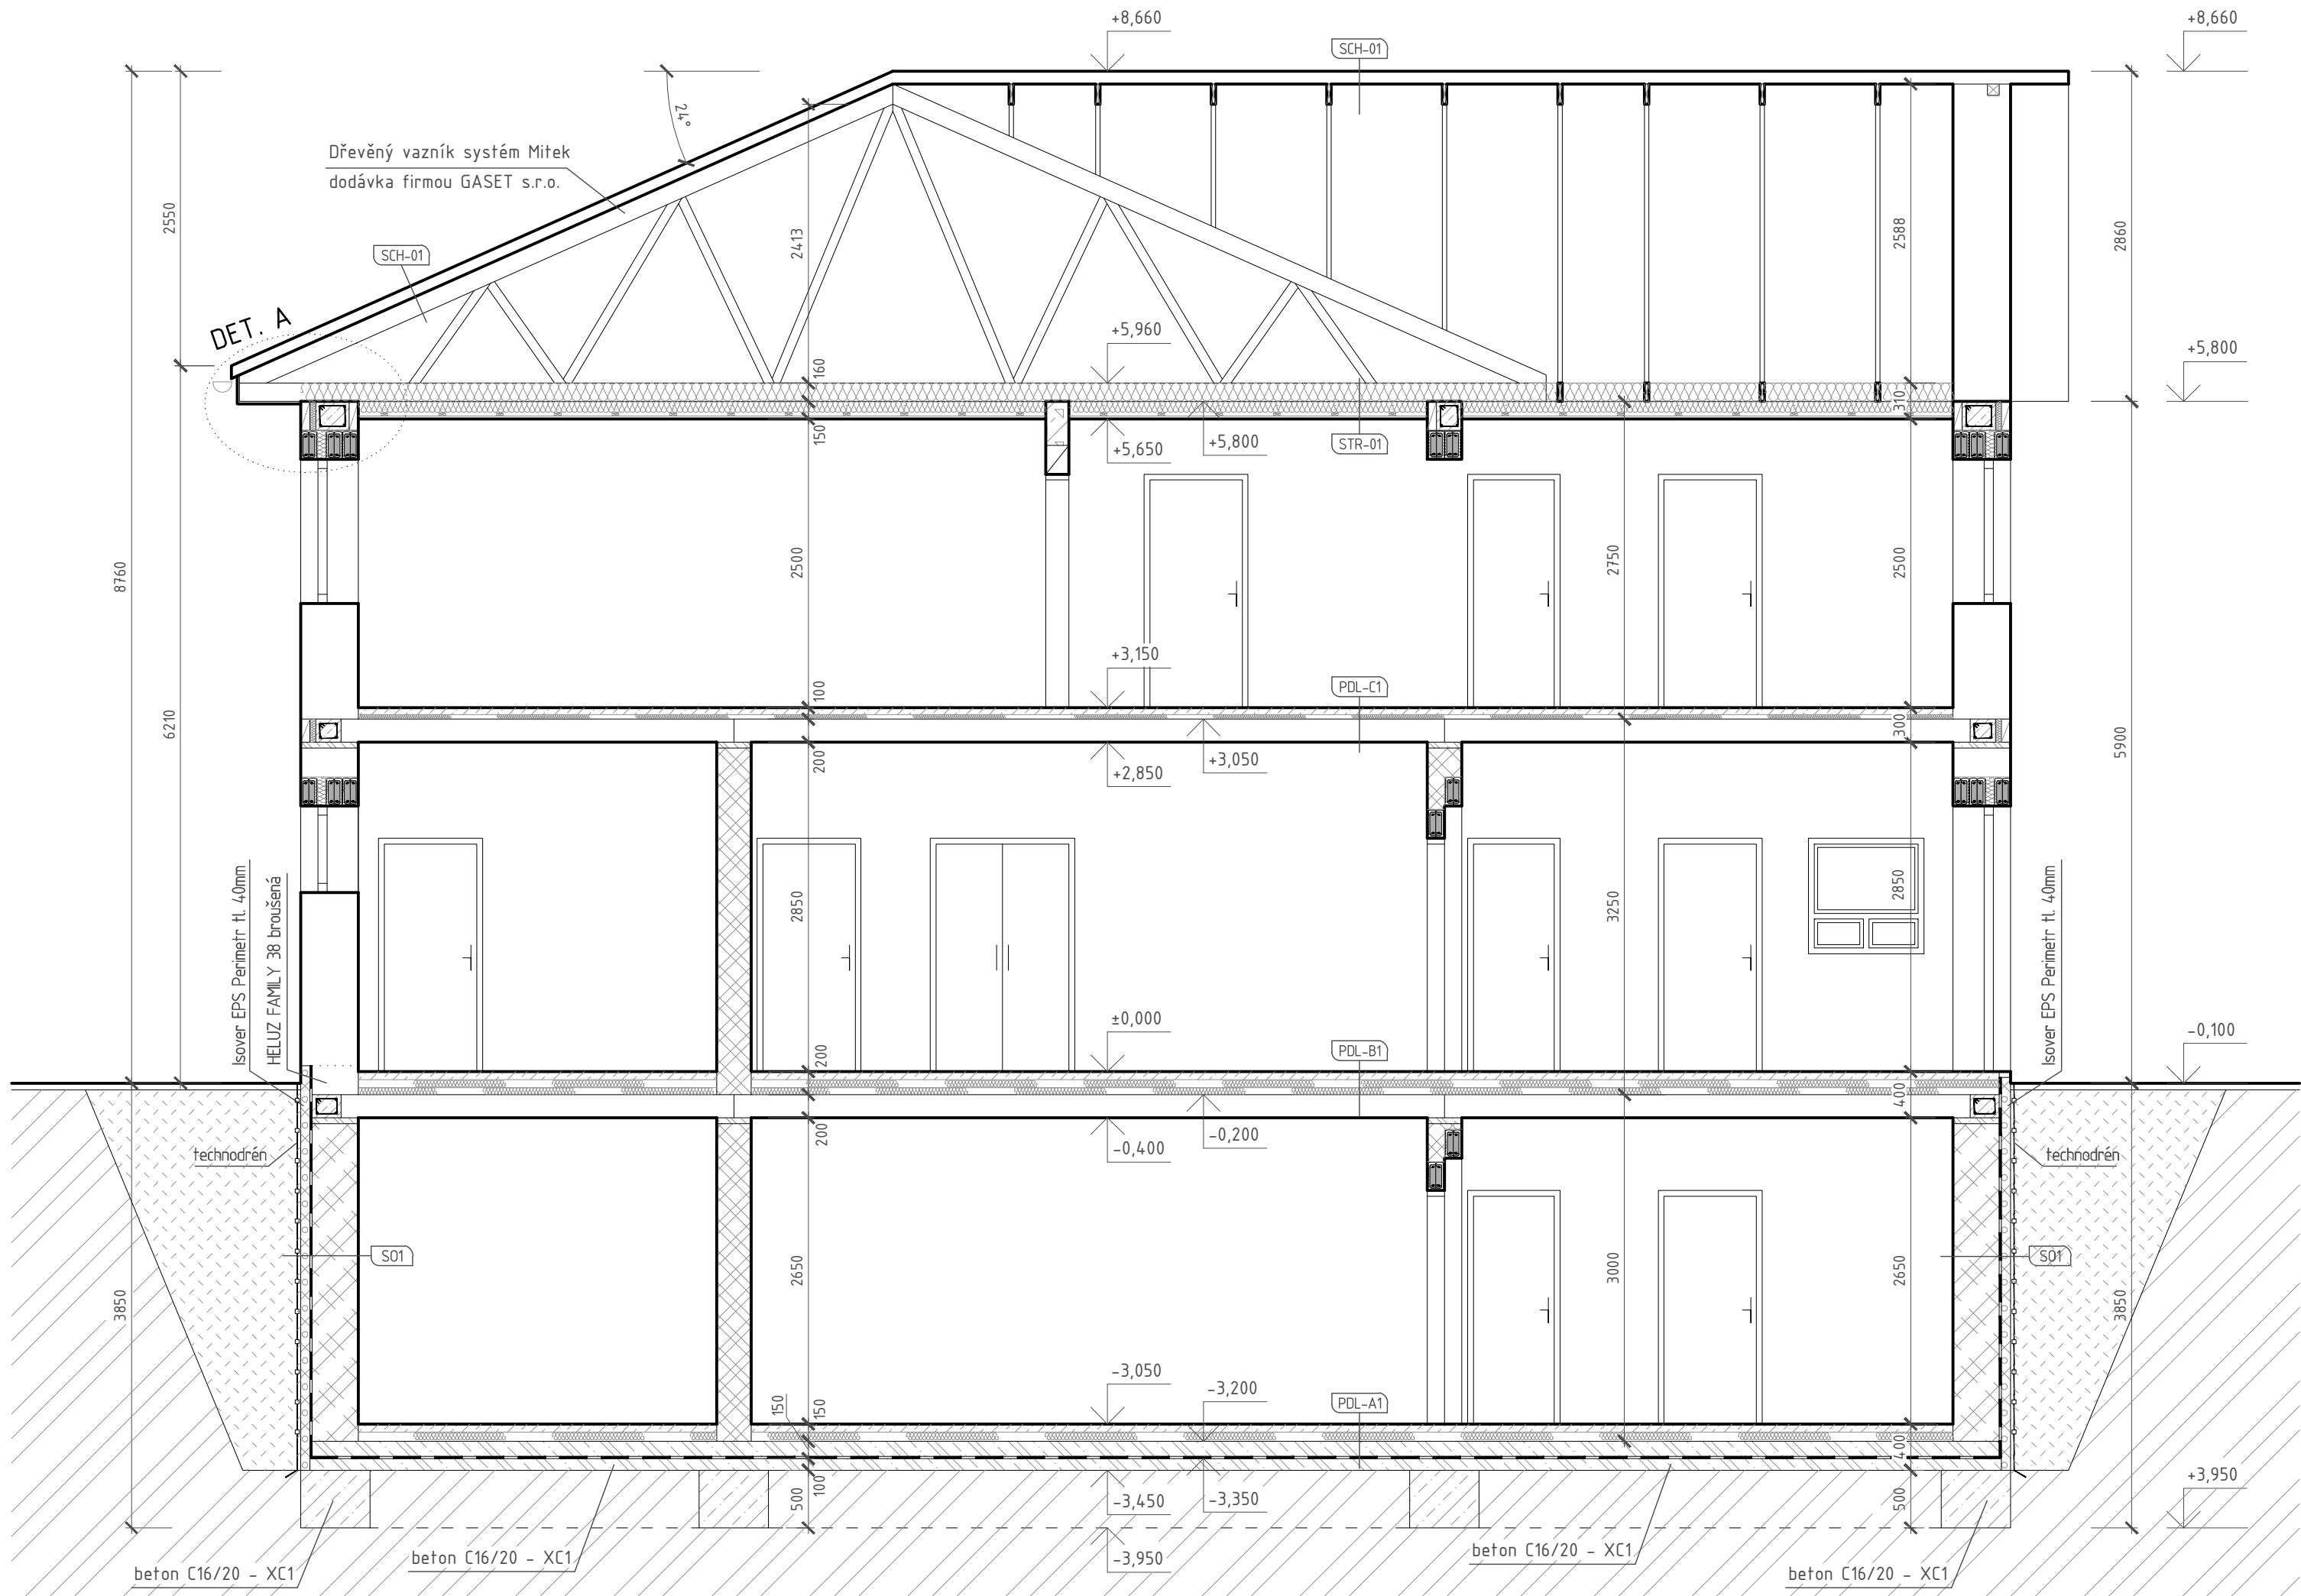 +8,660
+8,660
SCH-01
24°
Dřevěný vazník systém Mitek
dodávka firmou GASET s.r.o.
2550
2413
2588
2860
SCH-01
DET. A
+5,960
+5,800
160
310
150
+5,650
+5,800
STR-01
8760
2500
2750
2500
+3,150
100
PDL-C1
6210
300
5900
200
+2,850
+3,050
Isover EPS Perimetr tl. 40mm
HELUZ FAMILY 38 broušená
2850
3250
2850
Isover EPS Perimetr tl. 40mm
±0,000
-0,100
200
PDL-B1
400
200
-0,400
-0,200
technodrén
technodrén
S01
S01
3850
2650
3000
2650
3850
-3,050
-3,200
150
150
PDL-A1
400
+3,950
500
100
-3,450
-3,350
500
beton C16/20 - XC1
beton C16/20 - XC1
-3,950
beton C16/20 - XC1
beton C16/20 - XC1